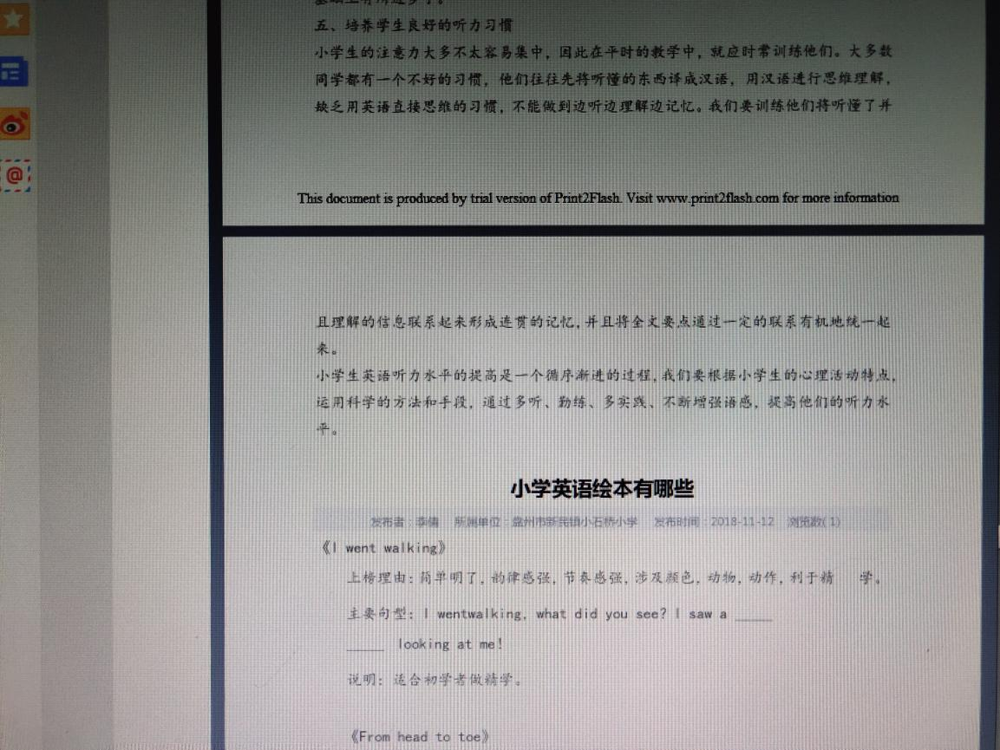 五、培养学生良好的听力习惯
小学生的注意力大多不太容易集中，因此在平时的教学中，就应时常训练他们。大多数
同学都有一个不好的习惯，他们往往先将听懂的东西译成汉语，用汉语进行思维理解，
缺乏用英语直接思维的习惯，不能做到边听边理解边记忆。我们要训练他们将听懂了并
This document is produced by trial version of Print2Flash. Visit www.print2flash.com for more information
且理解的信息联系起来形成连贯的记忆，并且将全文要点通过一定的联系有机地统一起
来。
小学生英语听力水平的提高是一个循序渐进的过程，我们要根据小学生的心理活动特点，
运用科学的方法和手段，通过多听、勤练、多实践、不断增强语感，提高他们的听力水
平。
小学英语绘本有哪些
发布者：李倩 所属单位：盘州市新民镇小石桥小学 发布时间：2018-11-12 浏览数( 1)
《I went walking》
上榜理由：简单明了，韵律感强，节奏感强，涉及颜色，动物，动作，利于精 学。
主要句型：I wentwalking, what did you see? I saw a _____
_____ looking at me!
说明：适合初学者做精学。
《From head to toe》